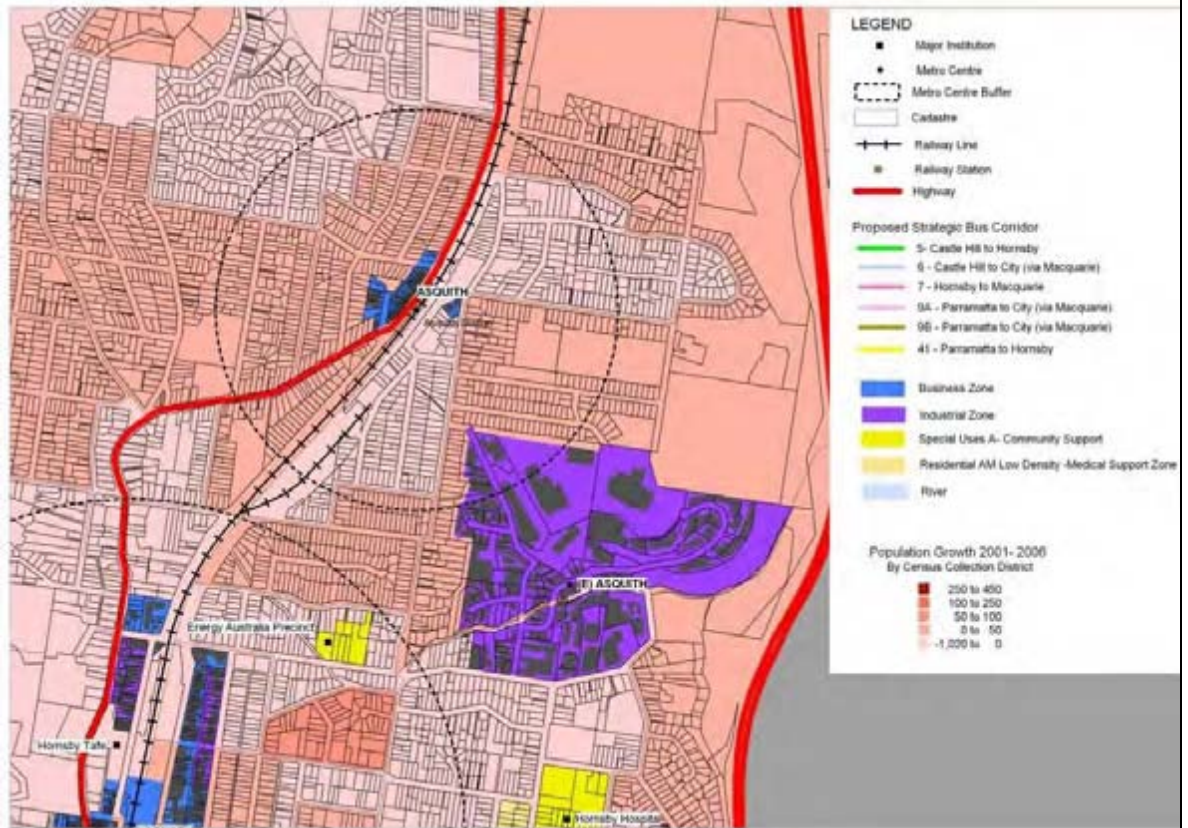 LEGEND
Major Institution
Metro Centre
Metro Centre Buffer
Cadastre
Railway Line
Railway Station
Highway
Proposed Strategic Bus Corridor
5- Castle Hill to Hornsby
6 - Castle Hill to City (via Macquarie)
7 - Hornsby to Macquarie
9A - Parramatta to City (via Macquarie)
9B - Parramatta to City (via Macquarie)
41 - Parramatta to Hornsby
Business Zone
Industrial Zone
Special Uses A- Community Support
Residential AM Low Density -Medical Support Zone
River
Population Growth 2001- 2006
By Census Collection District
250 to 450
100 to 250
50 to 100
0 to 50
-1,020 to 0
ASQUITH
(E) ASQUITH
Energy Australia Precinct
Hornsby Tafe
Hornsby Hospital